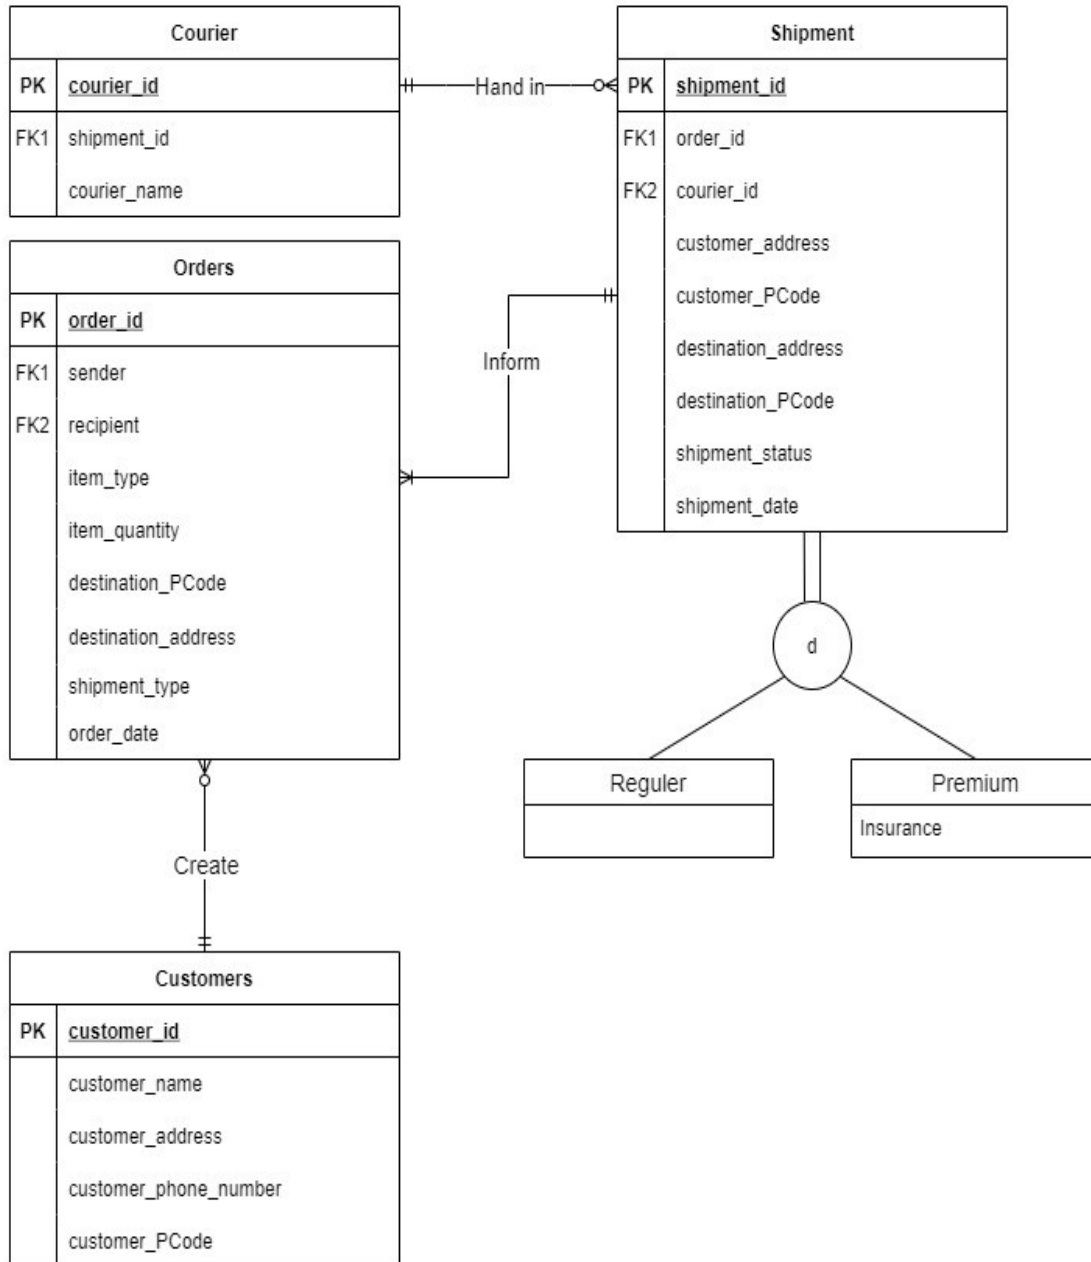 Courier
PK courier_id
FK1 shipment_id
courier_name
Hand in
Shipment
PK shipment_id
FK1 order_id
FK2 courier_id
customer_address
customer_PCode
destination_address
destination_PCode
shipment_status
shipment_date
Orders
PK order_id
FK1 sender
FK2 recipient
item_type
item_quantity
destination_PCode
destination_address
shipment_type
order_date
Inform
d
Reguler
Premium
Insurance
Create
Customers
PK customer_id
customer_name
customer_address
customer_phone_number
customer_PCode